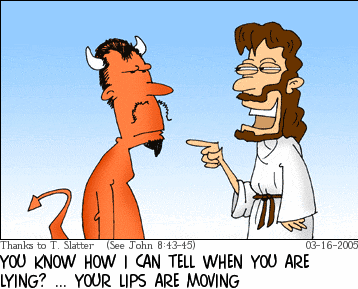 Thanks to T. Slatter (See John 8:43-45) 03-16-2005
YOU KNOW HOW I CAN TELL WHEN YOU ARE
LYING? ... YOUR LIPS ARE MOVING